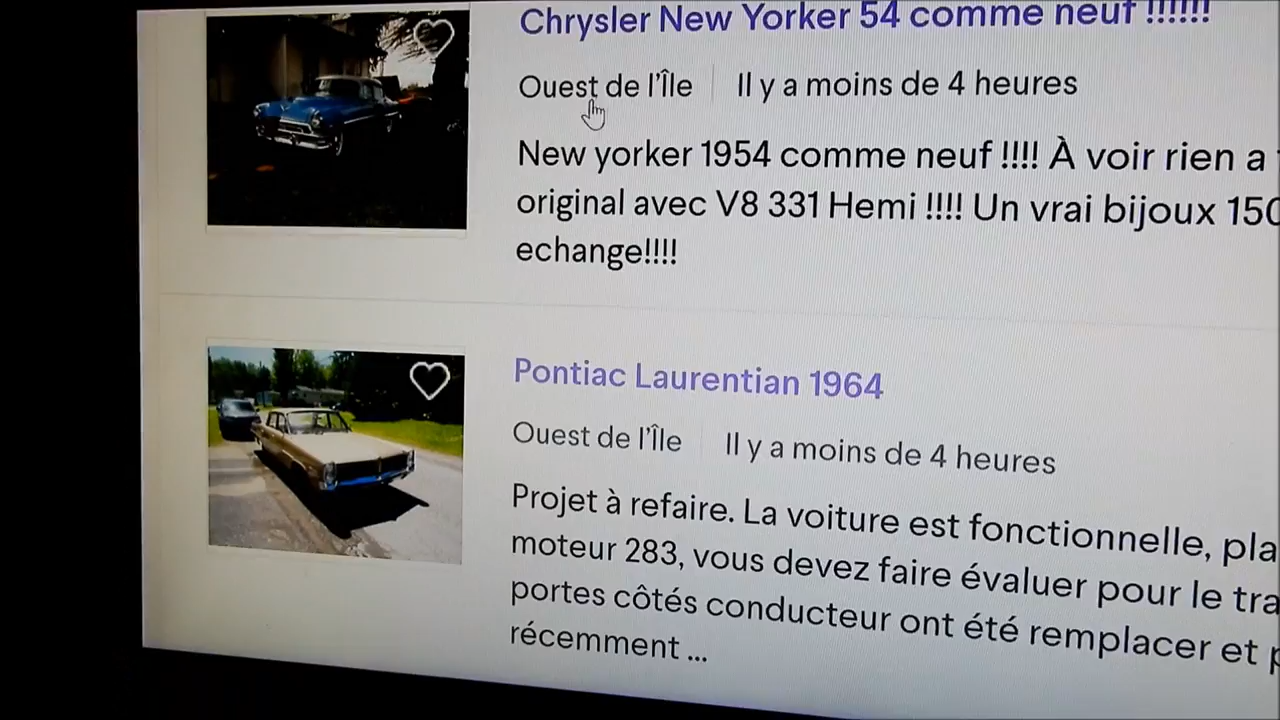 Chrysler New Yorker 54 comme neuf !!!!!!
Ouest de l'Île Il y a moins de 4 heures
New yorker 1954 comme neuf !!!! À voir rien a
original avec V8 331 Hemi !!!! Un vrai bijoux 150
echange!!!!
Pontiac Laurentian 1964
Ouest de l'Île Il y a moins de 4 heures
Projet à refaire. La voiture est fonctionnelle, pla
moteur 283, vous devez faire évaluer pour le tra
portes côtés conducteur ont été remplacer et p
récemment ...